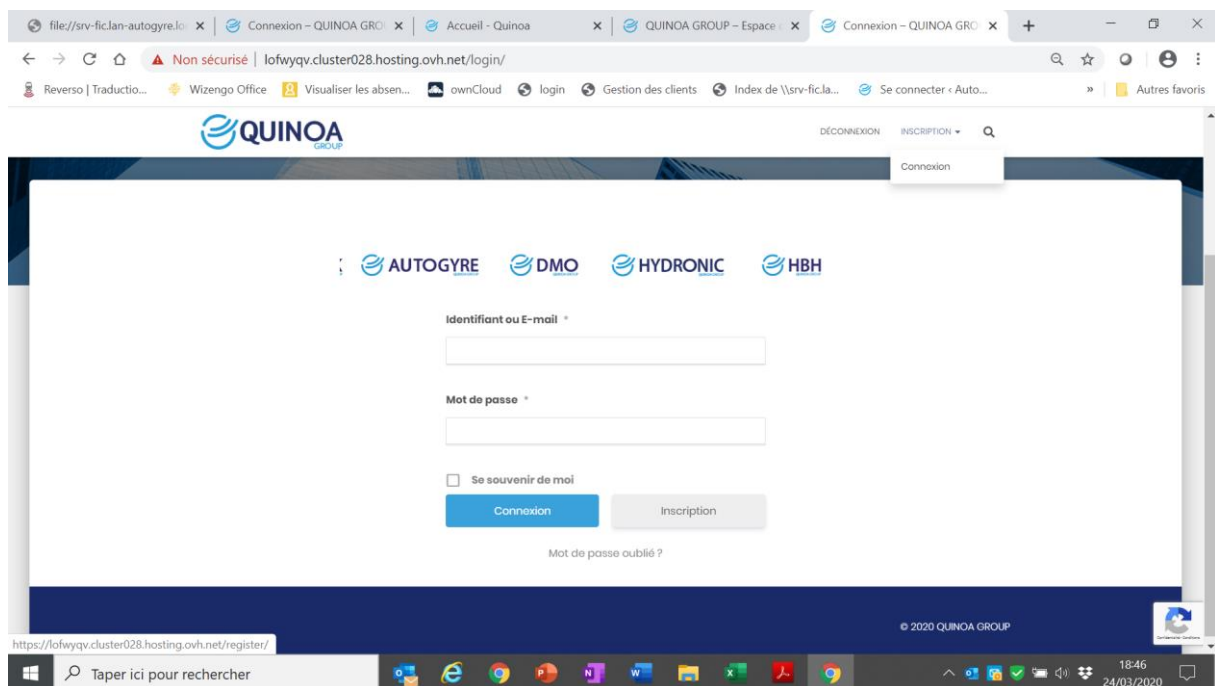 file://srv-fic.lan-autogyre.lo
Connexion – QUINOA GRO
Accueil - Quinoa
QUINOA GROUP – Espace
Connexion – QUINOA GRO
Non sécurisé | lofwyqv.cluster028.hosting.ovh.net/login/
Reverso | Traductio...
Wizengo Office
Visualiser les absen...
ownCloud
login
Gestion des clients
Index de \\srv-fic.la...
Se connecter ‹ Auto...
»
Autres favoris
QUINOA
GROUP
DÉCONNEXION
INSCRIPTION
Connexion
AUTOGYRE
DMO
HYDRONIC
HBH
Identifiant ou E-mail *
Mot de passe *
Se souvenir de moi
Connexion
Inscription
Mot de passe oublié ?
© 2020 QUINOA GROUP
https://lofwyqv.cluster028.hosting.ovh.net/register/
Taper ici pour rechercher
18:46
24/03/2020